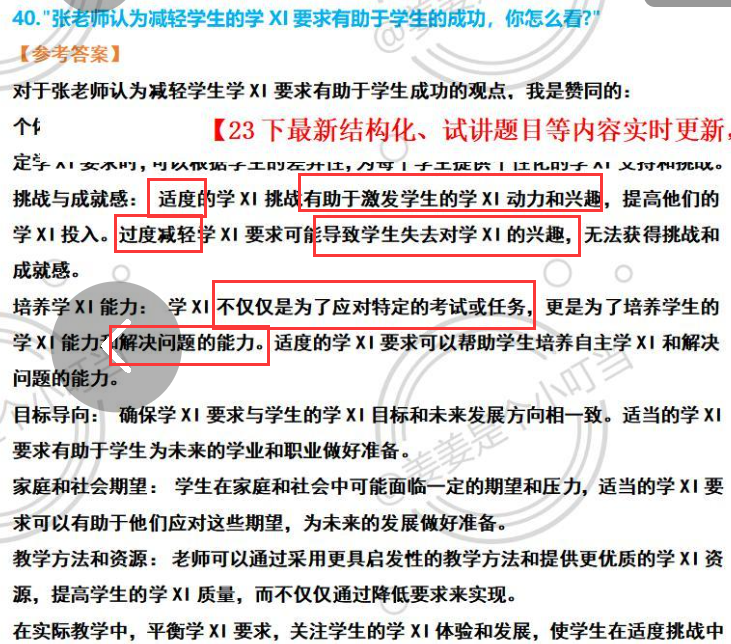 40."张老师认为减轻学生的学 XI 要求有助于学生的成功，你怎么看?"
【参考答案】
对于张老师认为减轻学生学 XI 要求有助于学生成功的观点，我是赞同的：
【23 下最新结构化、试讲题目等内容实时更新，
定学 XI 要求时，可以根据学生的差异性，为每个学生提供个性化的学 XI 支持和挑战。
挑战与成就感： 适度的学 XI 挑战有助于激发学生的学 XI 动力和兴趣，提高他们的
学 XI 投入。过度减轻学 XI 要求可能导致学生失去对学 XI 的兴趣，无法获得挑战和
成就感。
培养学 XI 能力： 学 XI 不仅仅是为了应对特定的考试或任务，更是为了培养学生的
学 XI 能力和解决问题的能力。适度的学 XI 要求可以帮助学生培养自主学 XI 和解决
问题的能力。
目标导向： 确保学 XI 要求与学生的学 XI 目标和未来发展方向相一致。适当的学 XI
要求有助于学生为未来的学业和职业做好准备。
家庭和社会期望： 学生在家庭和社会中可能面临一定的期望和压力，适当的学 XI 要
求可以有助于他们应对这些期望，为未来的发展做好准备。
教学方法和资源： 老师可以通过采用更具启发性的教学方法和提供更优质的学 XI 资
源，提高学生的学 XI 质量，而不仅仅通过降低要求来实现。
在实际教学中，平衡学 XI 要求，关注学生的学 XI 体验和发展，使学生在适度挑战中
@姜姜是个小叮当